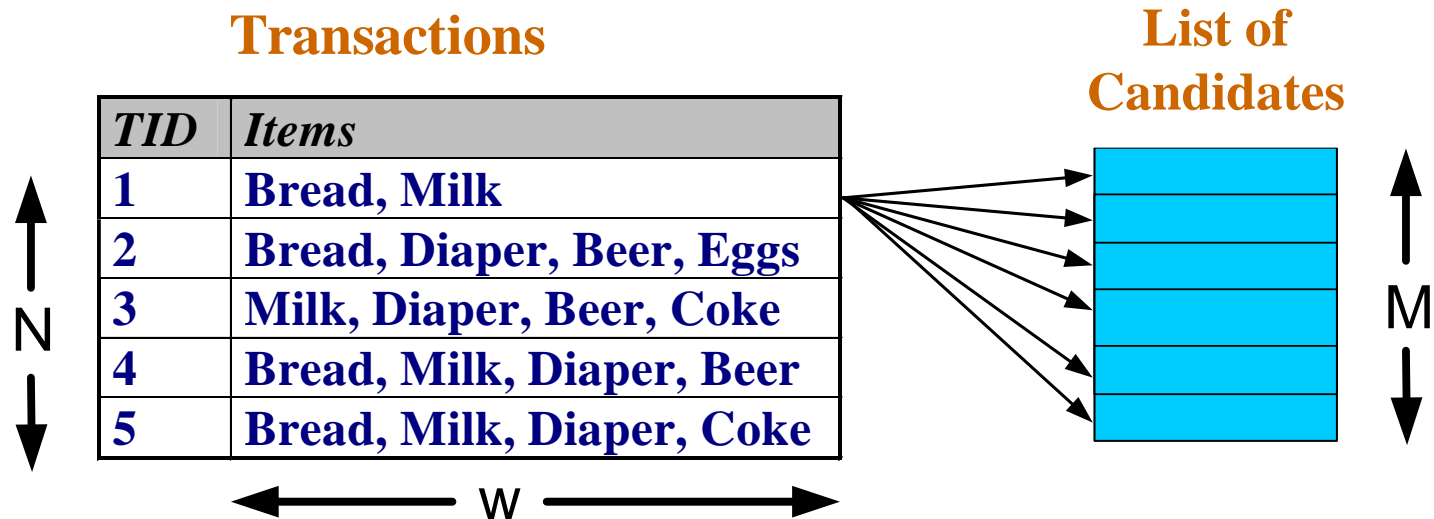 Transactions
List of
Candidates
TID Items
1 Bread, Milk
2 Bread, Diaper, Beer, Eggs
3 Milk, Diaper, Beer, Coke
4 Bread, Milk, Diaper, Beer
5 Bread, Milk, Diaper, Coke
N
M
W